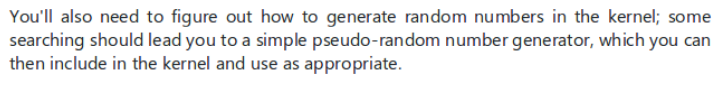 You'll also need to figure out how to generate random numbers in the kernel; some
searching should lead you to a simple pseudo-random number generator, which you can
then include in the kernel and use as appropriate.